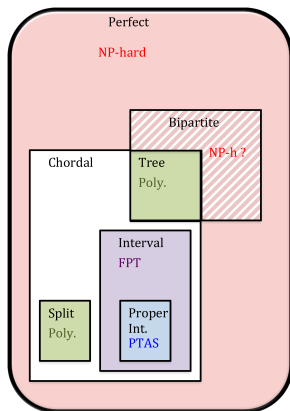 Perfect
NP-hard
Bipartite
NP-h ?
Chordal
Tree
Poly.
Interval
FPT
Split
Poly.
Proper
Int.
PTAS